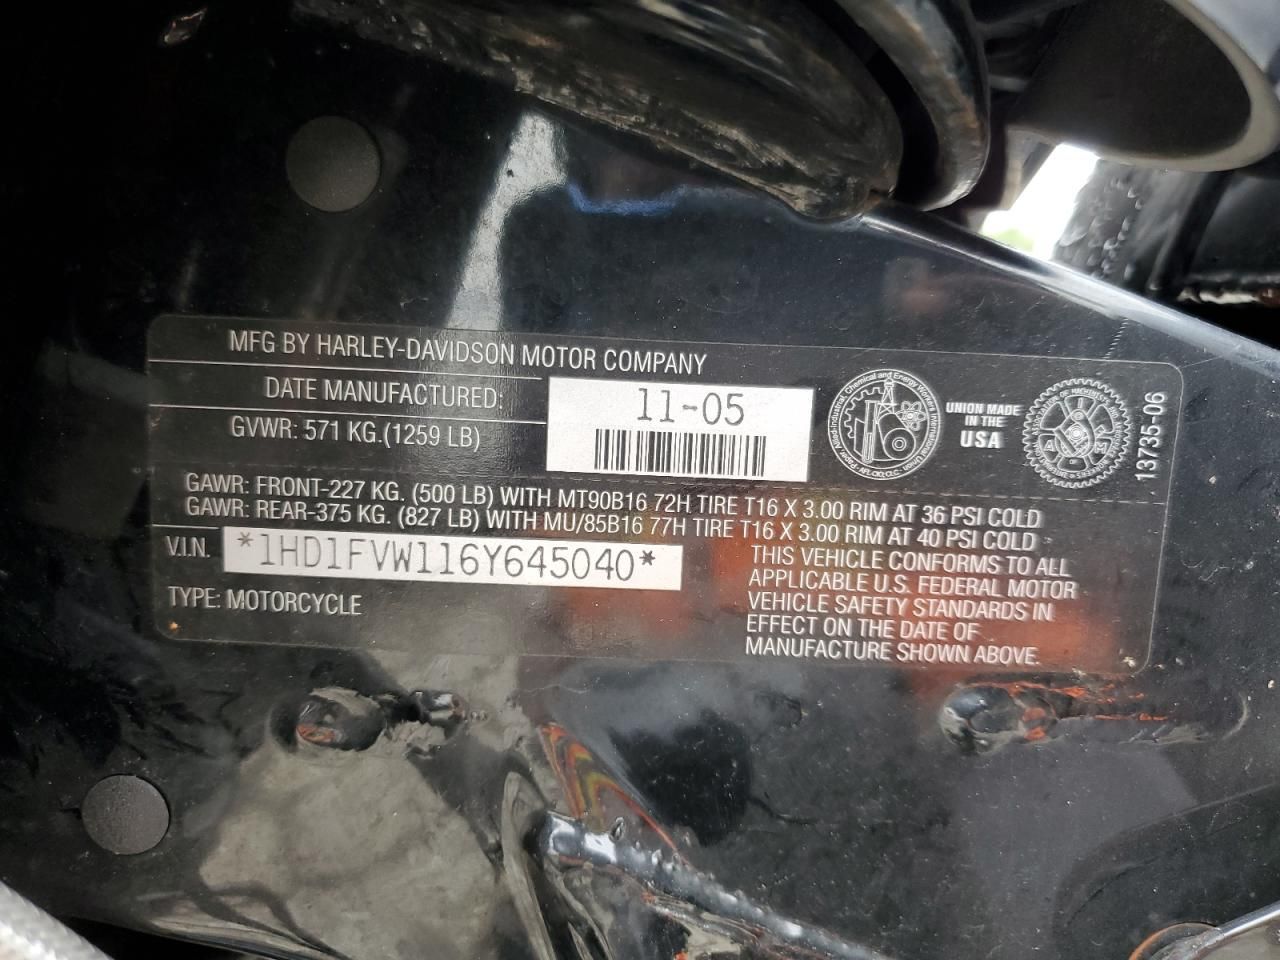 MFG BY HARLEY-DAVIDSON MOTOR COMPANY
DATE MANUFACTURED:
11-05
GVWR: 571 KG.(1259 LB)
UNION MADE
IN THE
USA
13735-06
GAWR: FRONT-227 KG. (500 LB) WITH MT90B16 72H TIRE T16 X 3.00 RIM AT 36 PSI COLD
GAWR: REAR-375 KG. (827 LB) WITH MU/85B16 77H TIRE T16 X 3.00 RIM AT 40 PSI COLD
V.I.N. *1HD1FVW116Y645040*
TYPE: MOTORCYCLE
THIS VEHICLE CONFORMS TO ALL
APPLICABLE U.S. FEDERAL MOTOR
VEHICLE SAFETY STANDARDS IN
EFFECT ON THE DATE OF
MANUFACTURE SHOWN ABOVE.